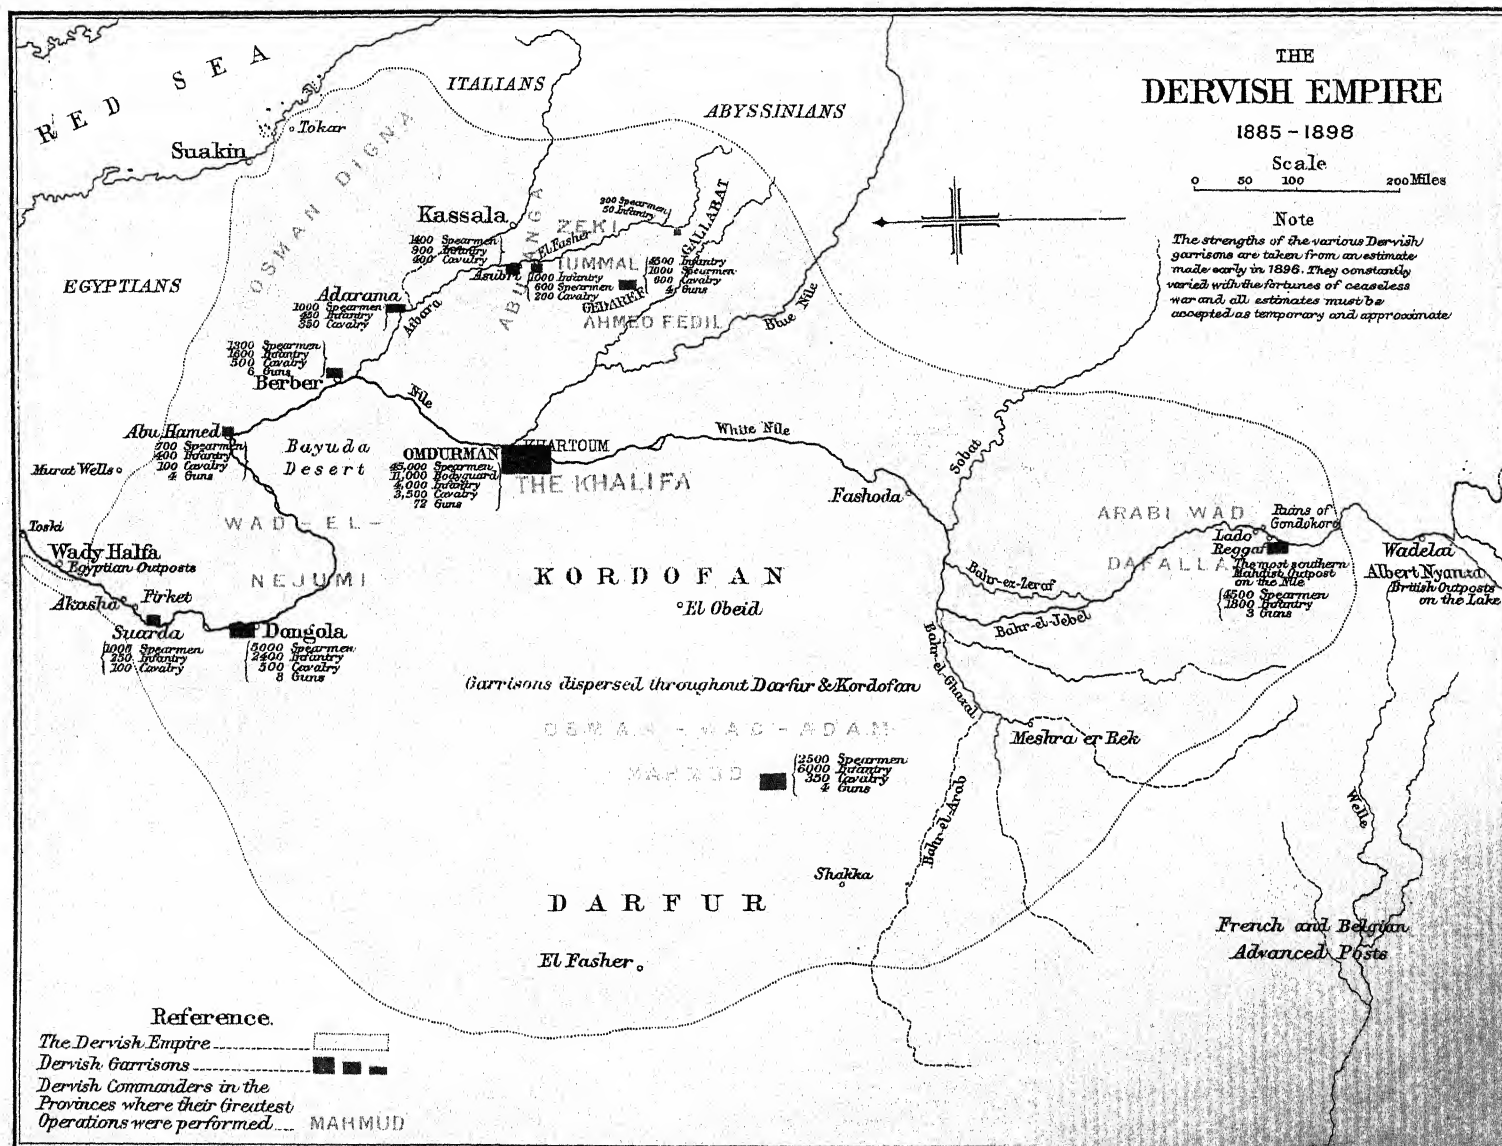 THE
DERVISH EMPIRE
1885 - 1898
Scale
0 50 100 200 Miles
Note
The strengths of the various Dervish
garrisons are taken from an estimate
made early in 1896. They constantly
varied with the fortunes of ceaseless
war and all estimates must be
accepted as temporary and approximate
RED SEA
ITALIANS
ABYSSINIANS
EGYPTIANS
Tokar
Suakin
OSMAN DIGNA
Kassala
1400 Spearmen
900 Infantry
400 Cavalry
Asubri
El Fasher
ABU ANGA
ZEKI
TUMMAL
200 Spearmen
50 Infantry
GALLABAT
1000 Infantry
600 Spearmen
200 Cavalry
4500 Infantry
1000 Spearmen
600 Cavalry
4 Guns
GEDAREF
AHMED FEDIL
Blue Nile
Adarama
1000 Spearmen
450 Infantry
350 Cavalry
Atbara
1300 Spearmen
1600 Infantry
500 Cavalry
6 Guns
Berber
Nile
Abu Hamed
700 Spearmen
400 Infantry
100 Cavalry
4 Guns
Murat Wells
Bayuda
Desert
OMDURMAN
KHARTOUM
45,000 Spearmen
11,000 Bodyguard
4,000 Infantry
3,500 Cavalry
72 Guns
THE KHALIFA
White Nile
Fashoda
Sobat
Toski
Wady Halfa
Egyptian Outposts
WAD-EL-
NEJUMI
Akasha
Firket
Suarda
1000 Spearmen
250 Infantry
100 Cavalry
Dongola
5000 Spearmen
2400 Infantry
500 Cavalry
8 Guns
KORDOFAN
El Obeid
Garrisons dispersed throughout Darfur & Kordofan
OSMAN-WAD-ADAM
MAHMUD
2500 Spearmen
6000 Infantry
350 Cavalry
4 Guns
ARABI WAD
DAFALLA
Ruins of
Gondokoro
Lado
Reggaf
The most southern
Mahdist Outpost
on the Nile
4500 Spearmen
1800 Infantry
3 Guns
Wadelai
Albert Nyanza
British Outposts
on the Lake
Bahr-ez-Zeraf
Bahr-el-Jebel
Bahr-el-Ghazal
Meshra er Rek
Bahr-el-Arab
Welle
Shakka
DARFUR
El Fasher
French and Belgian
Advanced Posts
Reference.
The Dervish Empire
Dervish Garrisons
Dervish Commanders in the
Provinces where their Greatest
Operations were performed MAHMUD